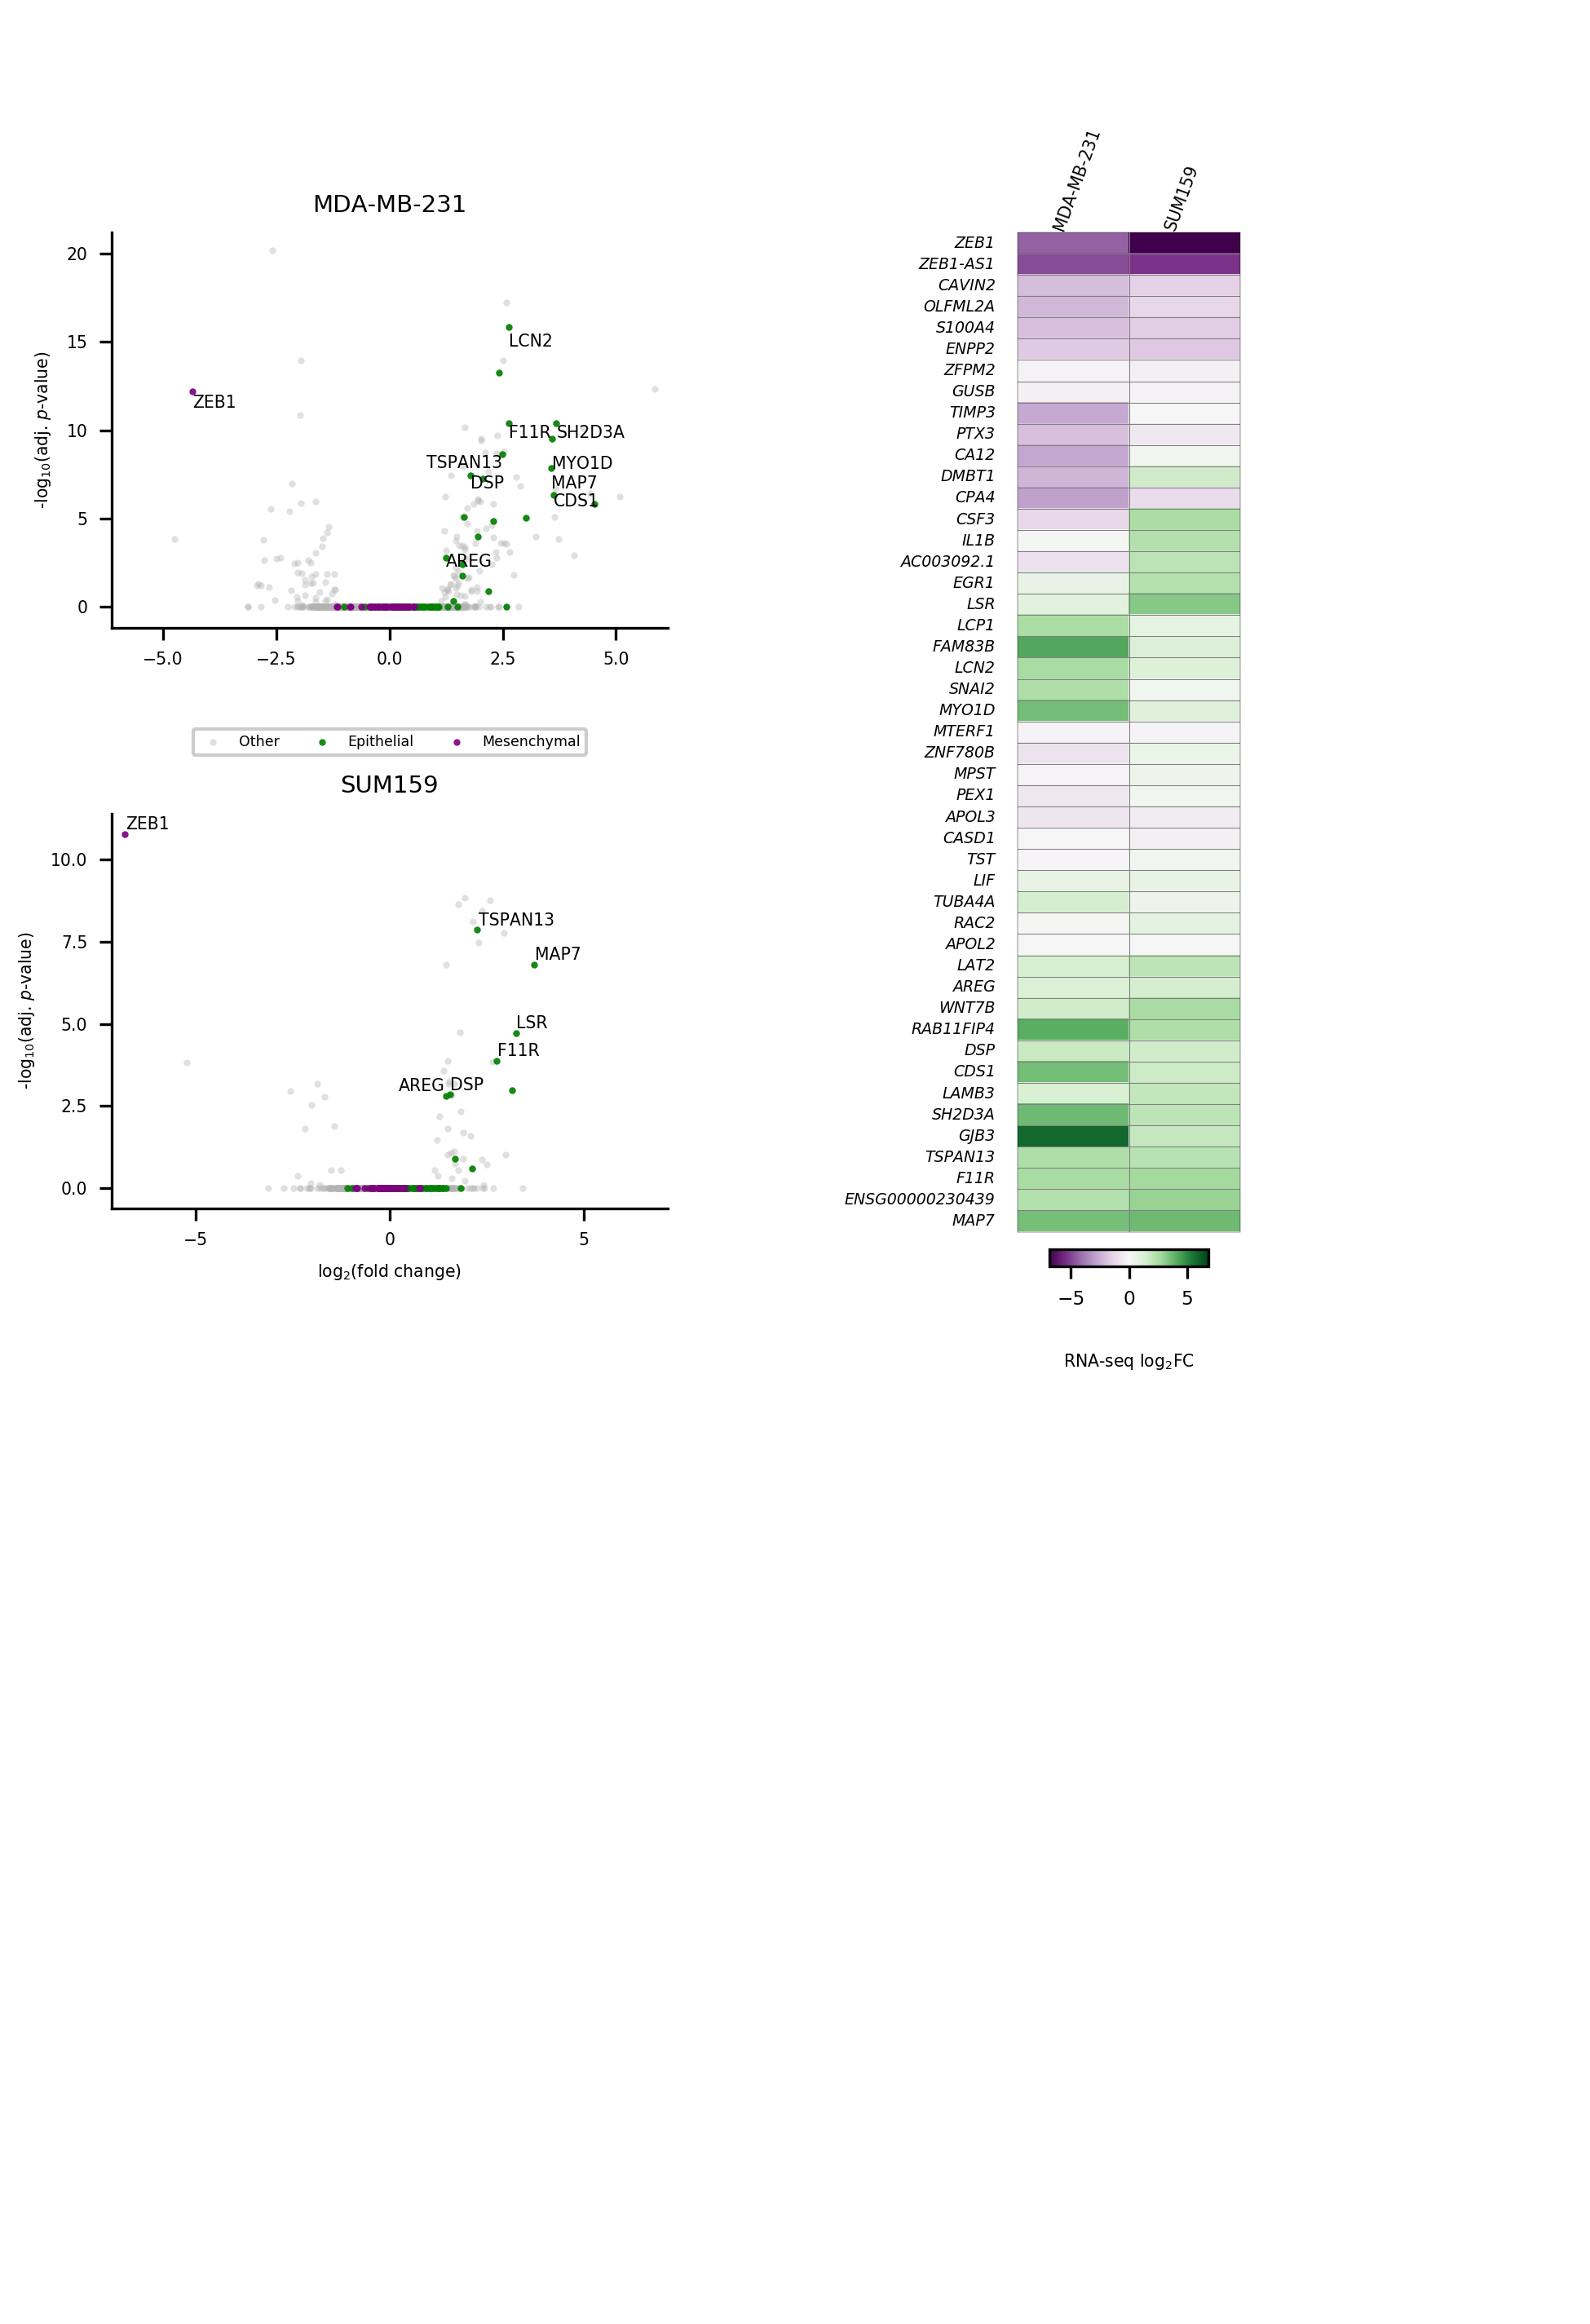 MDA-MB-231
20
15
10
5
0
-log10(adj. p-value)
LCN2
ZEB1
F11R
SH2D3A
TSPAN13
MYO1D
DSP
MAP7
CDS1
AREG
−5.0
−2.5
0.0
2.5
5.0
Other
Epithelial
Mesenchymal
SUM159
10.0
7.5
5.0
2.5
0.0
-log10(adj. p-value)
ZEB1
TSPAN13
MAP7
LSR
F11R
AREG
DSP
−5
0
5
log2(fold change)
MDA-MB-231
SUM159
ZEB1
ZEB1-AS1
CAVIN2
OLFML2A
S100A4
ENPP2
ZFPM2
GUSB
TIMP3
PTX3
CA12
DMBT1
CPA4
CSF3
IL1B
AC003092.1
EGR1
LSR
LCP1
FAM83B
LCN2
SNAI2
MYO1D
MTERF1
ZNF780B
MPST
PEX1
APOL3
CASD1
TST
LIF
TUBA4A
RAC2
APOL2
LAT2
AREG
WNT7B
RAB11FIP4
DSP
CDS1
LAMB3
SH2D3A
GJB3
TSPAN13
F11R
ENSG00000230439
MAP7
−5
0
5
RNA-seq log2FC